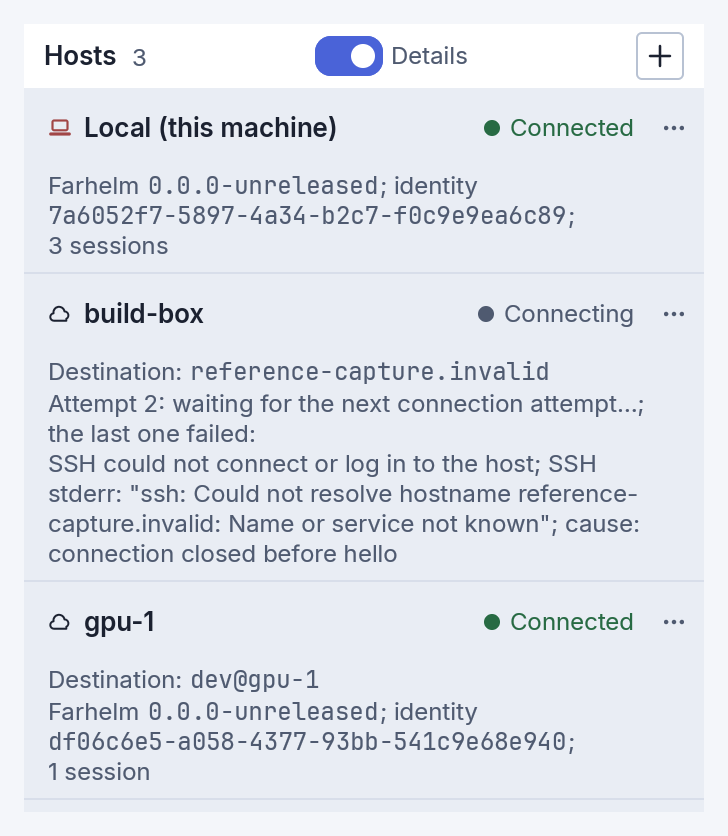 Hosts 3 Details
Local (this machine) Connected
Farhelm 0.0.0-unreleased; identity
7a6052f7-5897-4a34-b2c7-f0c9e9ea6c89;
3 sessions
build-box Connecting
Destination: reference-capture.invalid
Attempt 2: waiting for the next connection attempt...;
the last one failed:
SSH could not connect or log in to the host; SSH
stderr: "ssh: Could not resolve hostname reference-
capture.invalid: Name or service not known"; cause:
connection closed before hello
gpu-1 Connected
Destination: dev@gpu-1
Farhelm 0.0.0-unreleased; identity
df06c6e5-a058-4377-93bb-541c9e68e940;
1 session